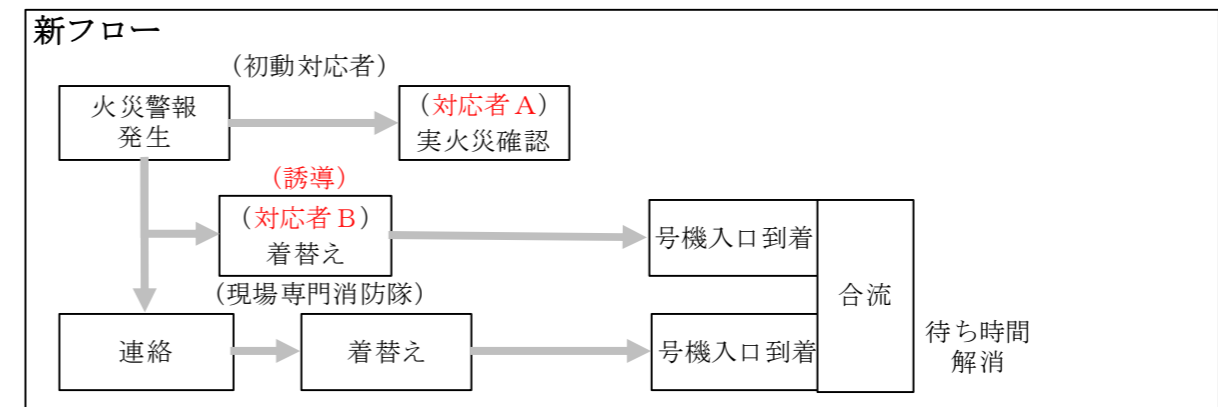 新フロー
（初動対応者）
火災警報
発生
（対応者 A）
実火災確認
（誘導）
（対応者 B）
着替え
号機入口到着
（現場専門消防隊）
連絡
着替え
号機入口到着
合流
待ち時間
解消